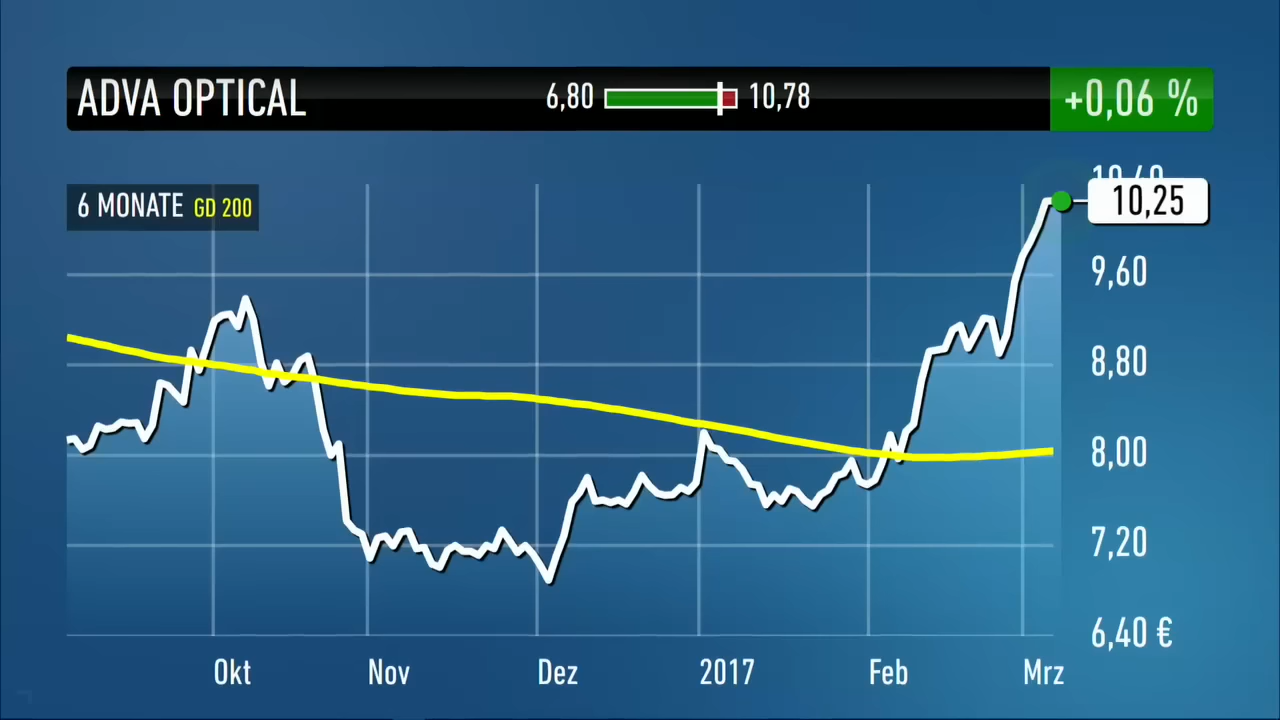 ADVA OPTICAL 6,80 10,78 +0,06 %
6 MONATE GD 200
10,25
9,60
8,80
8,00
7,20
6,40 €
Okt Nov Dez 2017 Feb Mrz